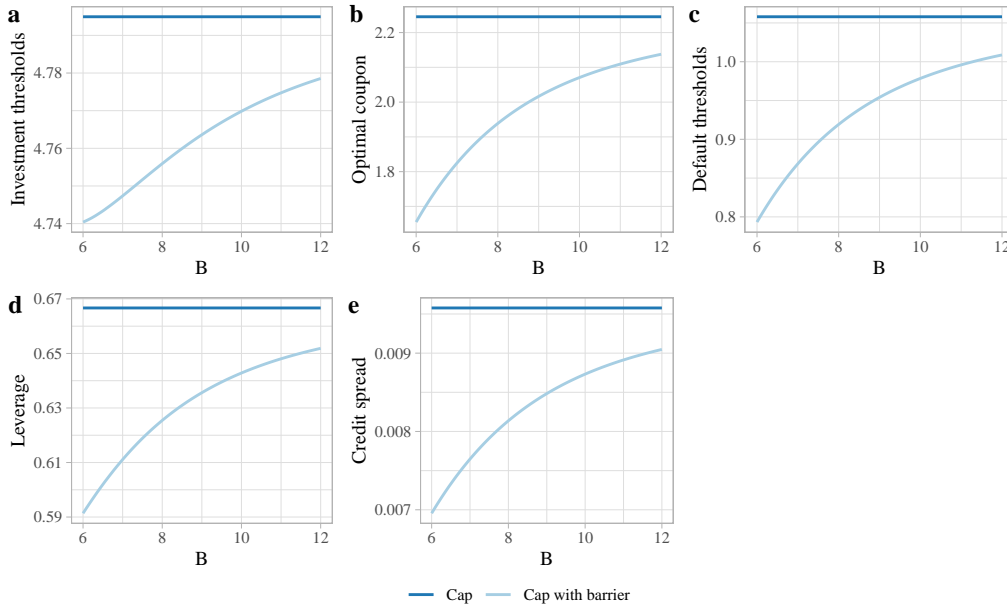 a
Investment thresholds
4.78
4.76
4.74
6
8
10
12
B
b
Optimal coupon
2.2
2.0
1.8
6
8
10
12
B
c
Default thresholds
1.0
0.9
0.8
6
8
10
12
B
d
Leverage
0.67
0.65
0.63
0.61
0.59
6
8
10
12
B
e
Credit spread
0.009
0.008
0.007
6
8
10
12
B
Cap
Cap with barrier